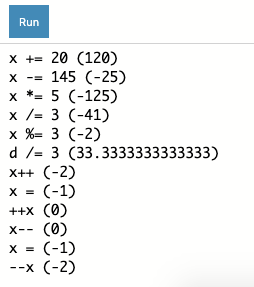 Run
x += 20 (120)
x -= 145 (-25)
x *= 5 (-125)
x /= 3 (-41)
x %= 3 (-2)
d /= 3 (33.3333333333333)
x++ (-2)
x = (-1)
++x (0)
x-- (0)
x = (-1)
--x (-2)